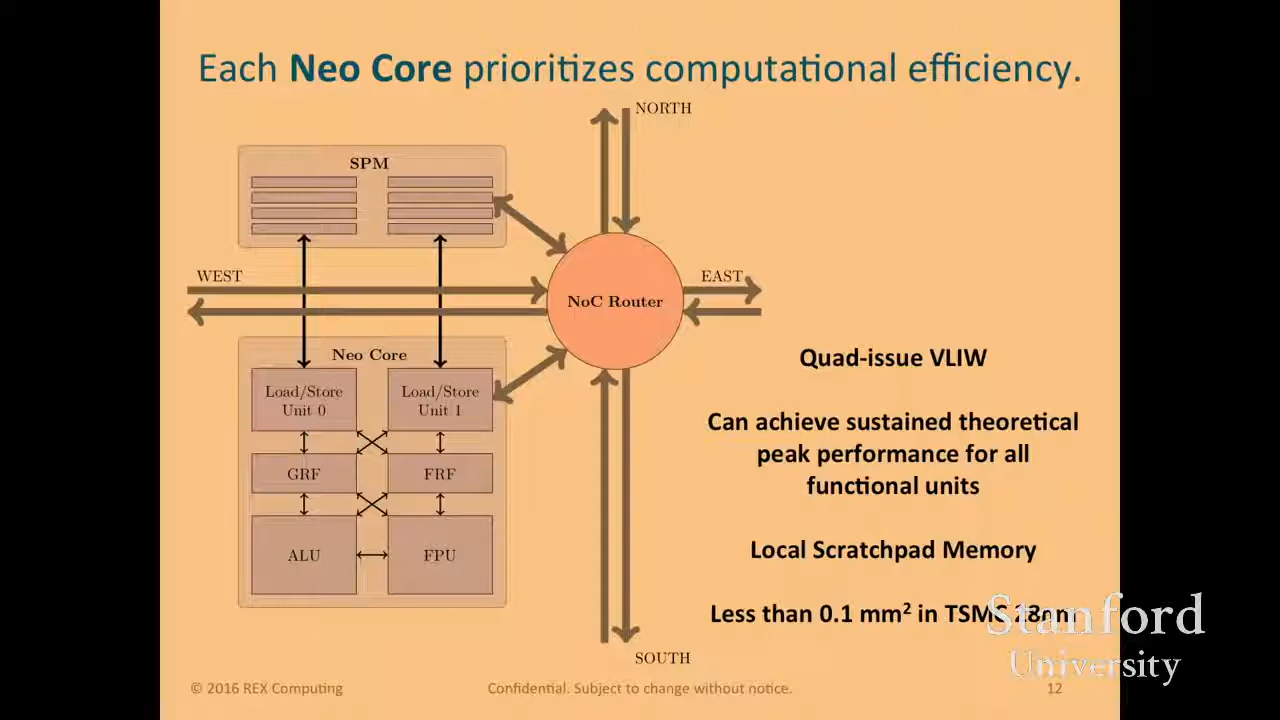 Each Neo Core prioritizes computational efficiency.
NORTH
SPM
WEST
EAST
NoC Router
Neo Core
Load/Store
Unit 0
Load/Store
Unit 1
GRF
FRF
ALU
FPU
SOUTH
Quad-issue VLIW
Can achieve sustained theoretical
peak performance for all
functional units
Local Scratchpad Memory
Less than 0.1 mm² in TSMC 28nm
Stanford
University
© 2016 REX Computing
Confidential. Subject to change without notice.
12